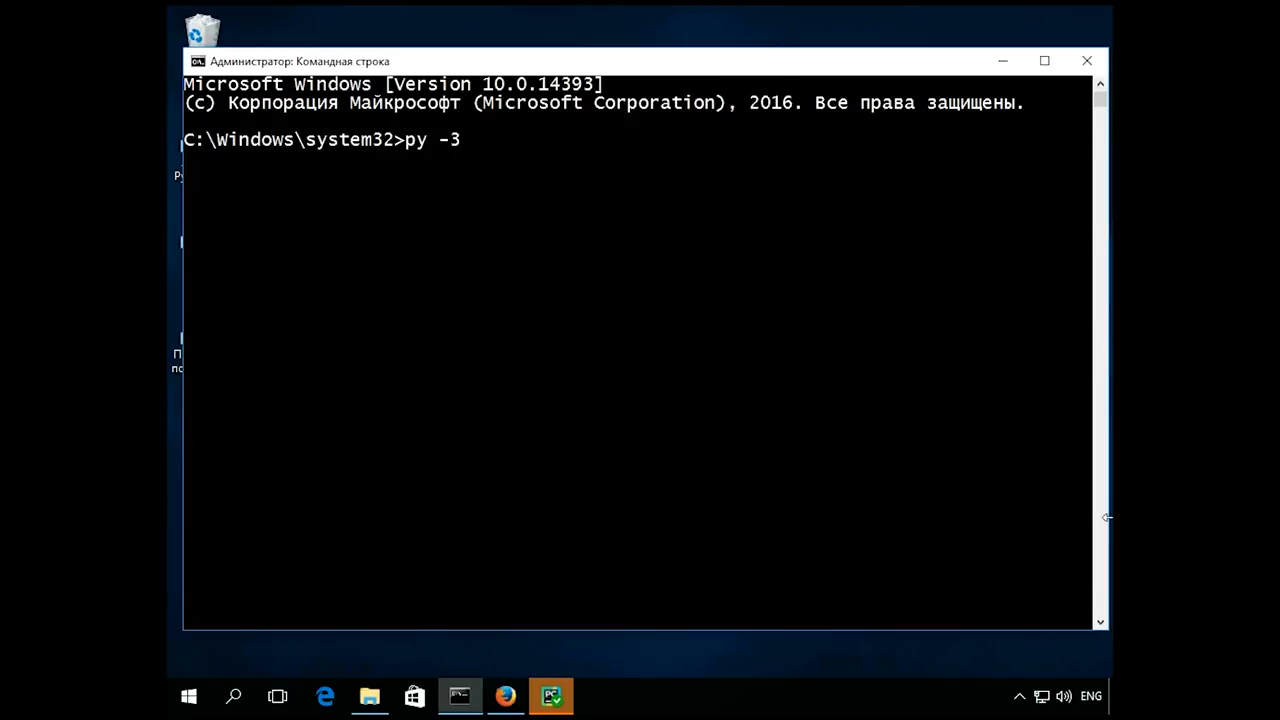 Администратор: Командная строка
Microsoft Windows [Version 10.0.14393]
(c) Корпорация Майкрософт (Microsoft Corporation), 2016. Все права защищены.
C:\Windows\system32>py -3
ENG